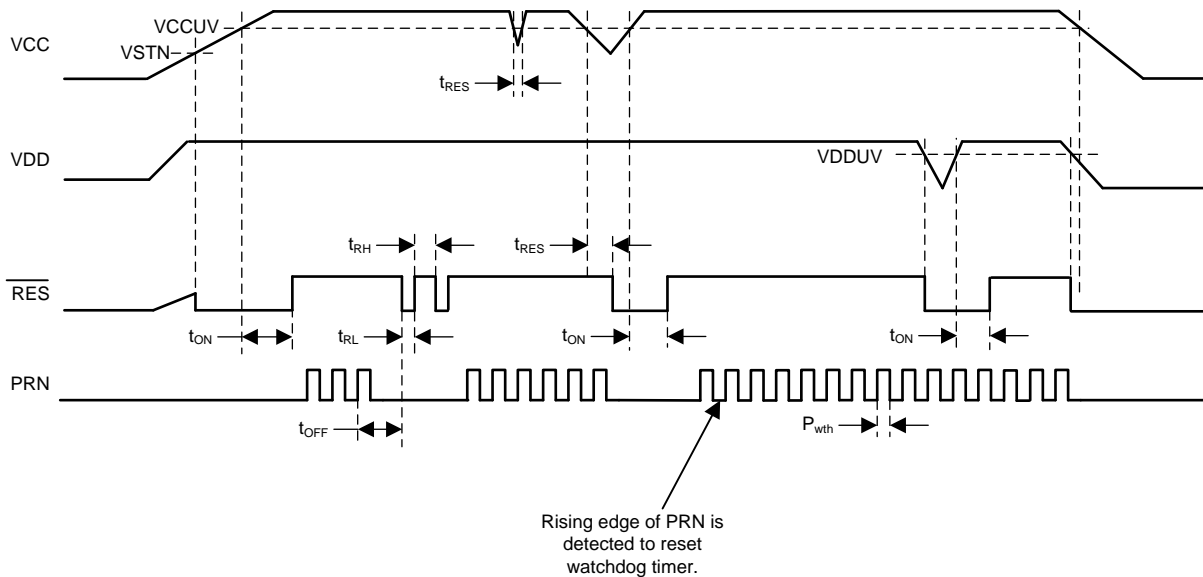 VCCUV
VCC
VSTN
tRES
VDD
VDDUV
tRH
tRES
RES
tON
tRL
tON
tON
PRN
tOFF
Pwth
Rising edge of PRN is
detected to reset
watchdog timer.